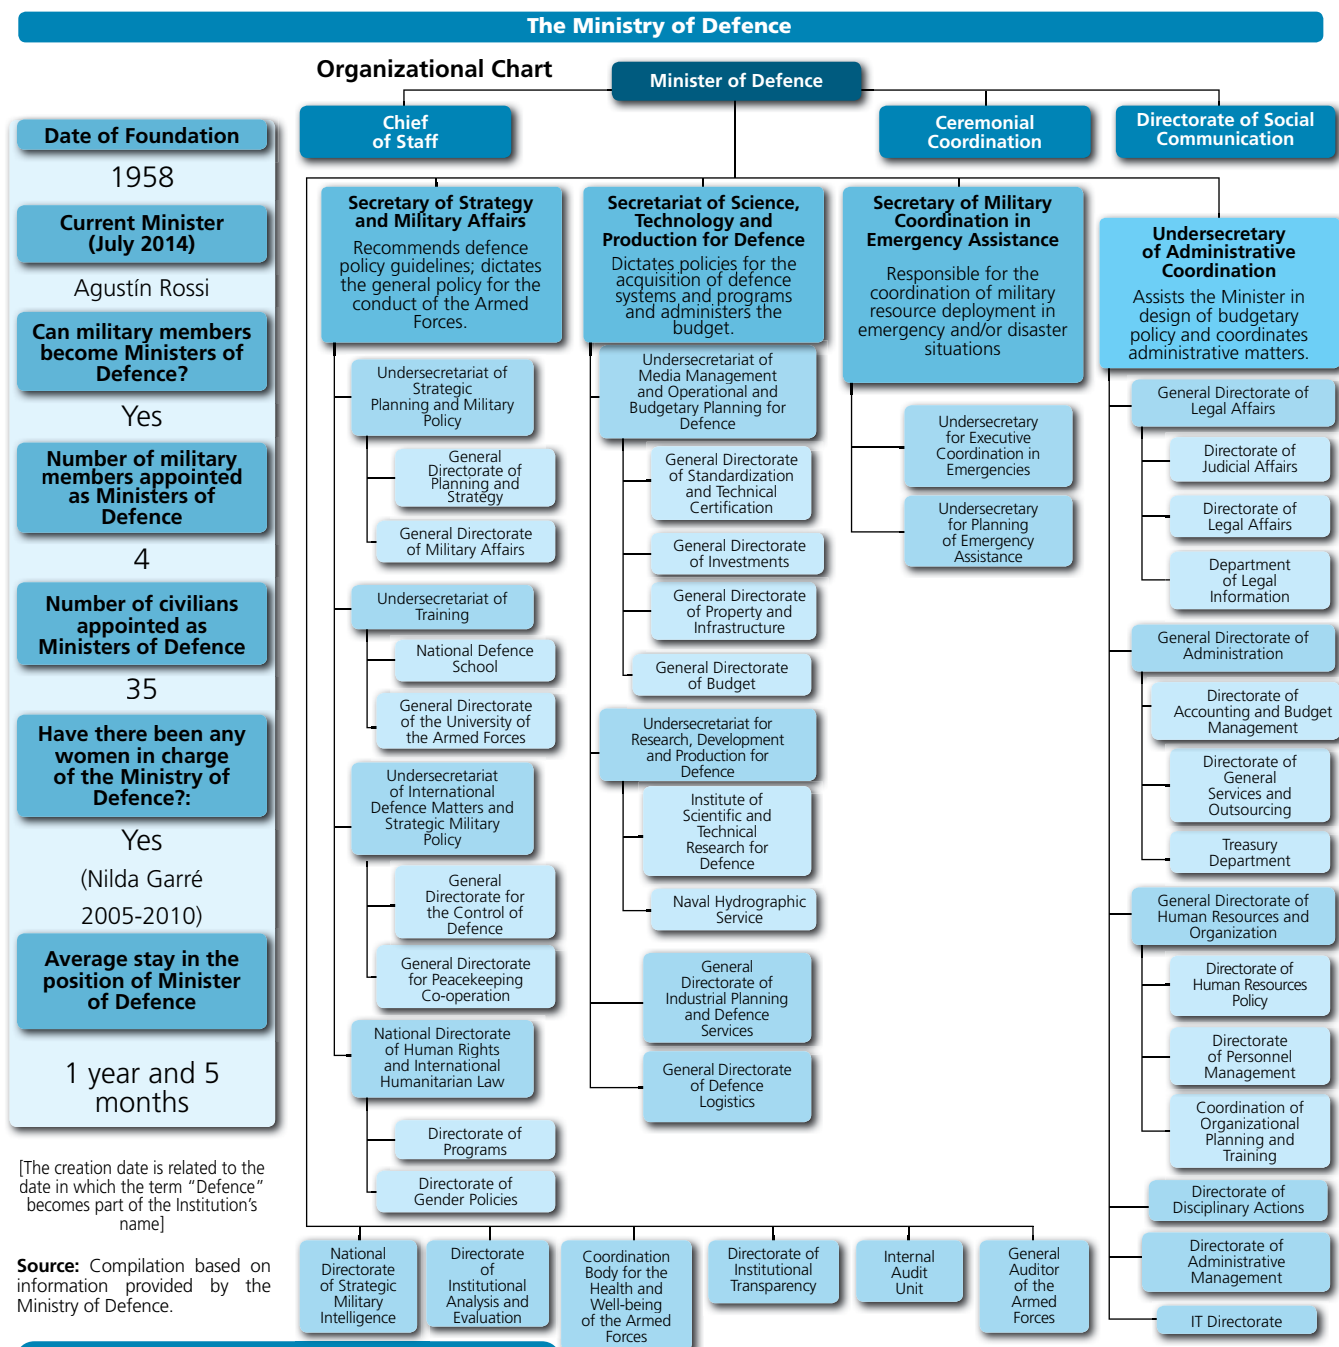 The Ministry of Defence
Organizational Chart
Minister of Defence
Chief
of Staff
Ceremonial
Coordination
Directorate of Social
Communication
Date of Foundation
1958
Current Minister
(July 2014)
Agustín Rossi
Can military members
become Ministers of
Defence?
Yes
Number of military
members appointed
as Ministers of
Defence
4
Number of civilians
appointed as
Ministers of Defence
35
Have there been any
women in charge
of the Ministry of
Defence?:
Yes
(Nilda Garré
2005-2010)
Average stay in the
position of Minister
of Defence
1 year and 5
months
[The creation date is related to the
date in which the term “Defence”
becomes part of the Institution’s
name]
Source: Compilation based on
information provided by the
Ministry of Defence.
Secretary of Strategy
and Military Affairs
Recommends defence
policy guidelines; dictates
the general policy for the
conduct of the Armed
Forces.
Undersecretariat of
Strategic
Planning and Military
Policy
General
Directorate of
Planning and
Strategy
General Directorate
of Military Affairs
Undersecretariat of
Training
National Defence
School
General Directorate
of the University of
the Armed Forces
Undersecretariat
of International
Defence Matters and
Strategic Military
Policy
General
Directorate for
the Control of
Defence
General Directorate
for Peacekeeping
Co-operation
National Directorate
of Human Rights
and International
Humanitarian Law
Directorate of
Programs
Directorate of
Gender Policies
Secretariat of Science,
Technology and
Production for Defence
Dictates policies for the
acquisition of defence
systems and programs
and administers the
budget.
Undersecretariat of
Media Management
and Operational and
Budgetary Planning for
Defence
General Directorate
of Standardization
and Technical
Certification
General Directorate
of Investments
General Directorate
of Property and
Infrastructure
General Directorate
of Budget
Undersecretariat for
Research, Development
and Production for
Defence
Institute of
Scientific and
Technical
Research for
Defence
Naval Hydrographic
Service
General
Directorate of
Industrial Planning
and Defence
Services
General Directorate
of Defence
Logistics
Secretary of Military
Coordination in
Emergency Assistance
Responsible for the
coordination of military
resource deployment in
emergency and/or disaster
situations
Undersecretary
for Executive
Coordination in
Emergencies
Undersecretary
for Planning
of Emergency
Assistance
Undersecretary
of Administrative
Coordination
Assists the Minister in
design of budgetary
policy and coordinates
administrative matters.
General Directorate of
Legal Affairs
Directorate of
Judicial Affairs
Directorate of
Legal Affairs
Department
of Legal
Information
General Directorate of
Administration
Directorate of
Accounting and Budget
Management
Directorate of
General
Services and
Outsourcing
Treasury
Department
General Directorate of
Human Resources and
Organization
Directorate of
Human Resources
Policy
Directorate
of Personnel
Management
Coordination of
Organizational
Planning and
Training
Directorate of
Disciplinary Actions
Directorate of
Administrative
Management
IT Directorate
National
Directorate
of Strategic
Military
Intelligence
Directorate
of
Institutional
Analysis and
Evaluation
Coordination
Body for the
Health and
Well-being
of the Armed
Forces
Directorate of
Institutional
Transparency
Internal
Audit
Unit
General
Auditor
of the
Armed
Forces